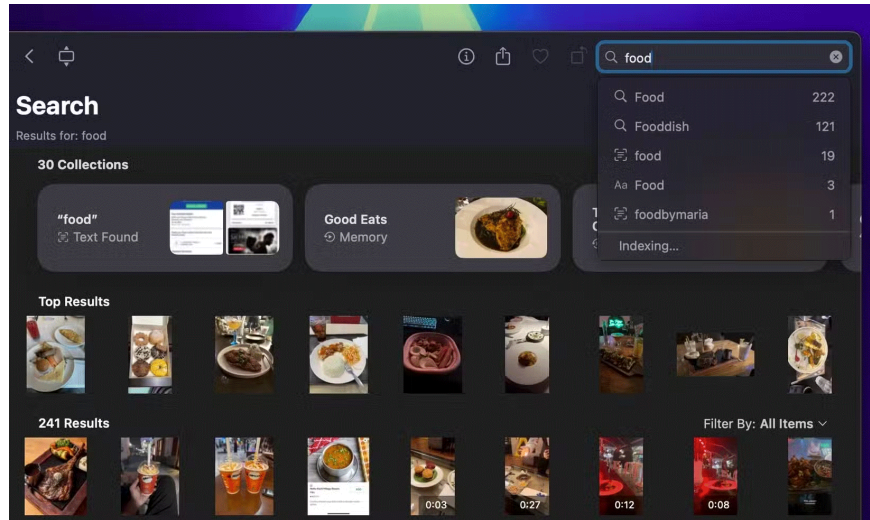 food
Search
Results for: food
Food 222
Fooddish 121
food 19
Aa Food 3
foodbymaria 1
Indexing...
30 Collections
“food”
Text Found
Good Eats
Memory
Top Results
241 Results
Filter By: All Items
0:03
0:27
0:12
0:08